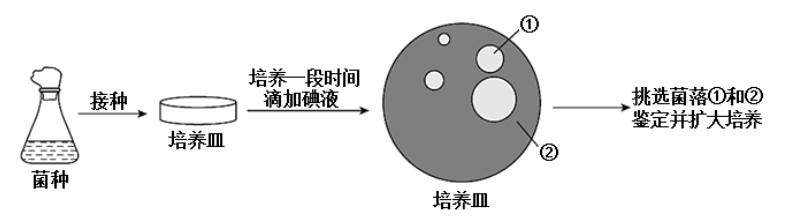 菌种
接种
培养皿
培养一段时间
滴加碘液
①
②
培养皿
挑选菌落①和②
鉴定并扩大培养